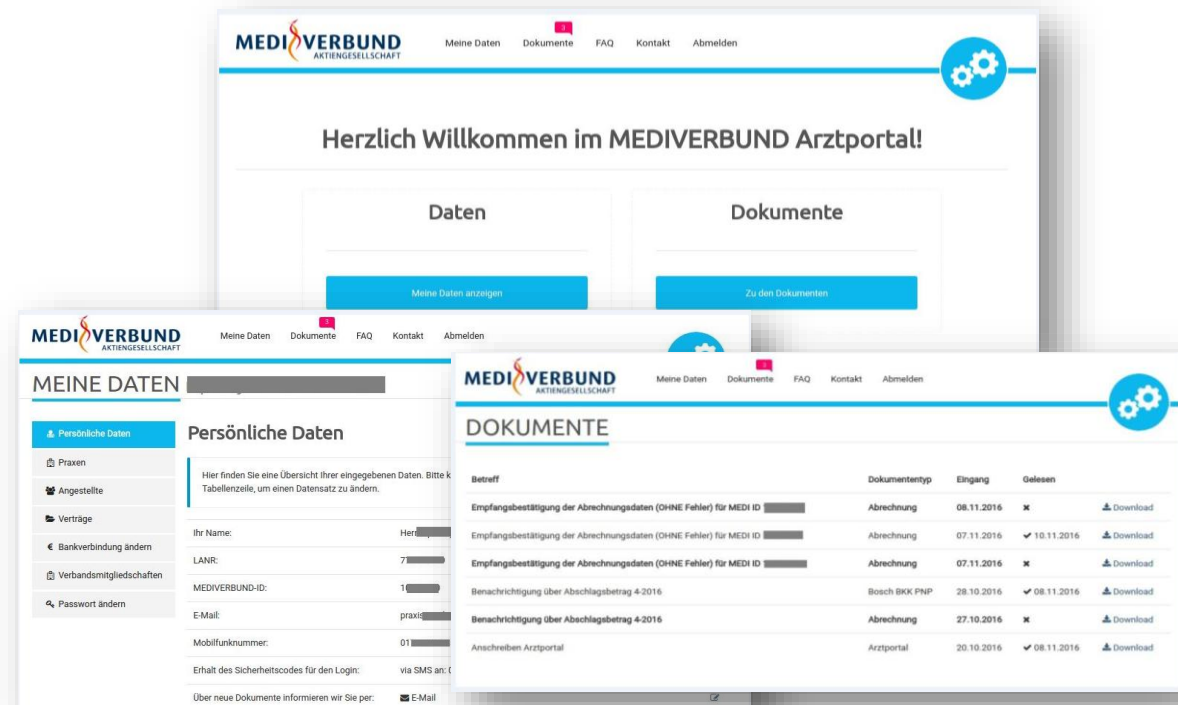 MEDIVERBUND
AKTIENGESELLSCHAFT
Meine Daten Dokumente FAQ Kontakt Abmelden
3
Herzlich Willkommen im MEDIVERBUND Arztportal!
Daten
Meine Daten anzeigen
Dokumente
Zu den Dokumenten
MEDIVERBUND
AKTIENGESELLSCHAFT
Meine Daten Dokumente FAQ Kontakt Abmelden
3
MEINE DATEN
Persönliche Daten
Praxen
Angestellte
Verträge
€ Bankverbindung ändern
Verbandsmitgliedschaften
Passwort ändern
Persönliche Daten
Hier finden Sie eine Übersicht Ihrer eingegebenen Daten. Bitte k
Tabellenzeile, um einen Datensatz zu ändern.
Ihr Name: Herr
LANR: 7
MEDIVERBUND-ID: 1
E-Mail: praxis
Mobilfunknummer: 01
Erhalt des Sicherheitscodes für den Login: via SMS an:
Über neue Dokumente informieren wir Sie per: E-Mail
MEDIVERBUND
AKTIENGESELLSCHAFT
Meine Daten Dokumente FAQ Kontakt Abmelden
3
DOKUMENTE
Betreff Dokumententyp Eingang Gelesen
Empfangsbestätigung der Abrechnungsdaten (OHNE Fehler) für MEDI ID Abrechnung 08.11.2016 ✖ Download
Empfangsbestätigung der Abrechnungsdaten (OHNE Fehler) für MEDI ID Abrechnung 07.11.2016 ✔ 10.11.2016 Download
Empfangsbestätigung der Abrechnungsdaten (OHNE Fehler) für MEDI ID Abrechnung 07.11.2016 ✖ Download
Benachrichtigung über Abschlagsbetrag 4-2016 Bosch BKK PNP 28.10.2016 ✔ 08.11.2016 Download
Benachrichtigung über Abschlagsbetrag 4-2016 Abrechnung 27.10.2016 ✖ Download
Anschreiben Arztportal Arztportal 20.10.2016 ✔ 08.11.2016 Download